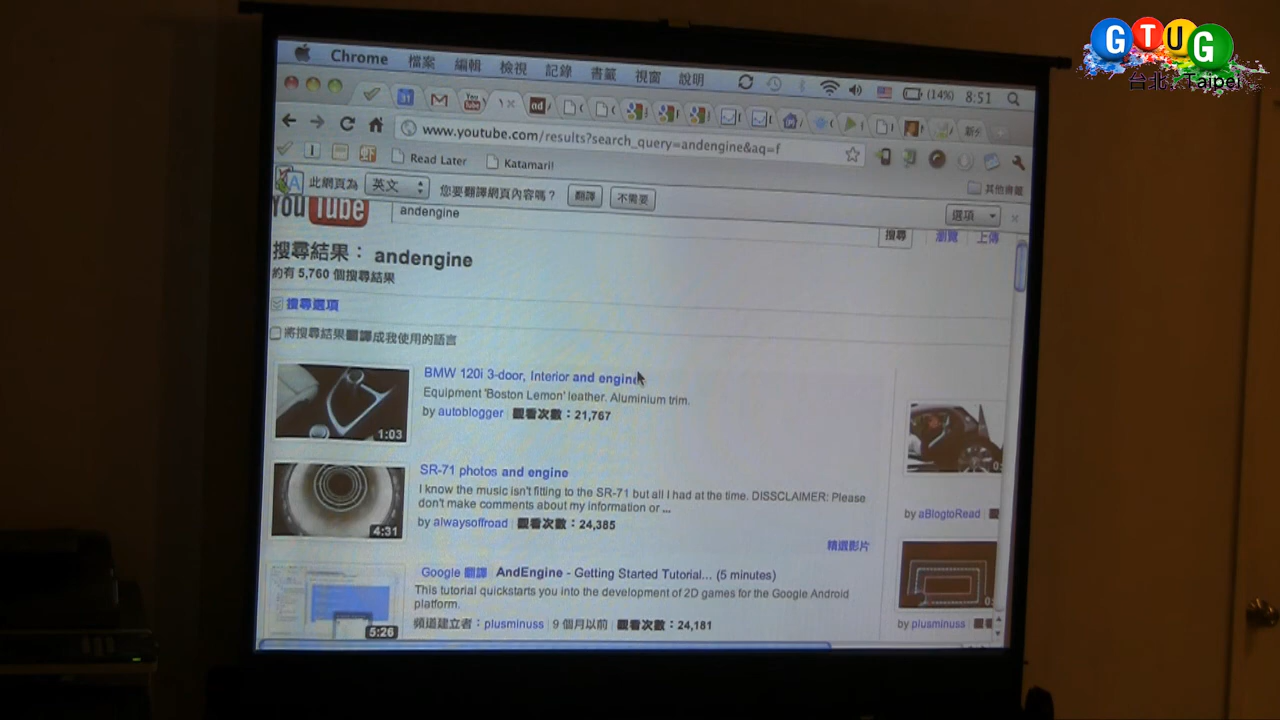 GTUG
台北 Taipei
Chrome 檔案 編輯 檢視 記錄 書籤 視窗 說明 (14%) 8:51
www.youtube.com/results?search_query=andengine&aq=f
Read Later Katamari!
此網頁為 英文 您要翻譯網頁內容嗎? 翻譯 不需要 其他書籤
選項
You Tube andengine
搜尋 瀏覽 上傳
搜尋結果: andengine
約有 5,760 個搜尋結果
搜尋選項
將搜尋結果翻譯成我使用的語言
BMW 120i 3-door, Interior and engine
Equipment 'Boston Lemon' leather. Aluminium trim.
by autoblogger 觀看次數:21,767
1:03
SR-71 photos and engine
I know the music isn't fitting to the SR-71 but all I had at the time. DISSCLAIMER: Please
don't make comments about my information or ...
by alwaysoffroad 觀看次數:24,385
4:31
by aBlogtoRead
精選影片
Google 翻譯 AndEngine - Getting Started Tutorial... (5 minutes)
This tutorial quickstarts you into the development of 2D games for the Google Android
platform.
頻道建立者:plusminuss 9 個月以前 觀看次數:24,181
5:26
by plusminuss